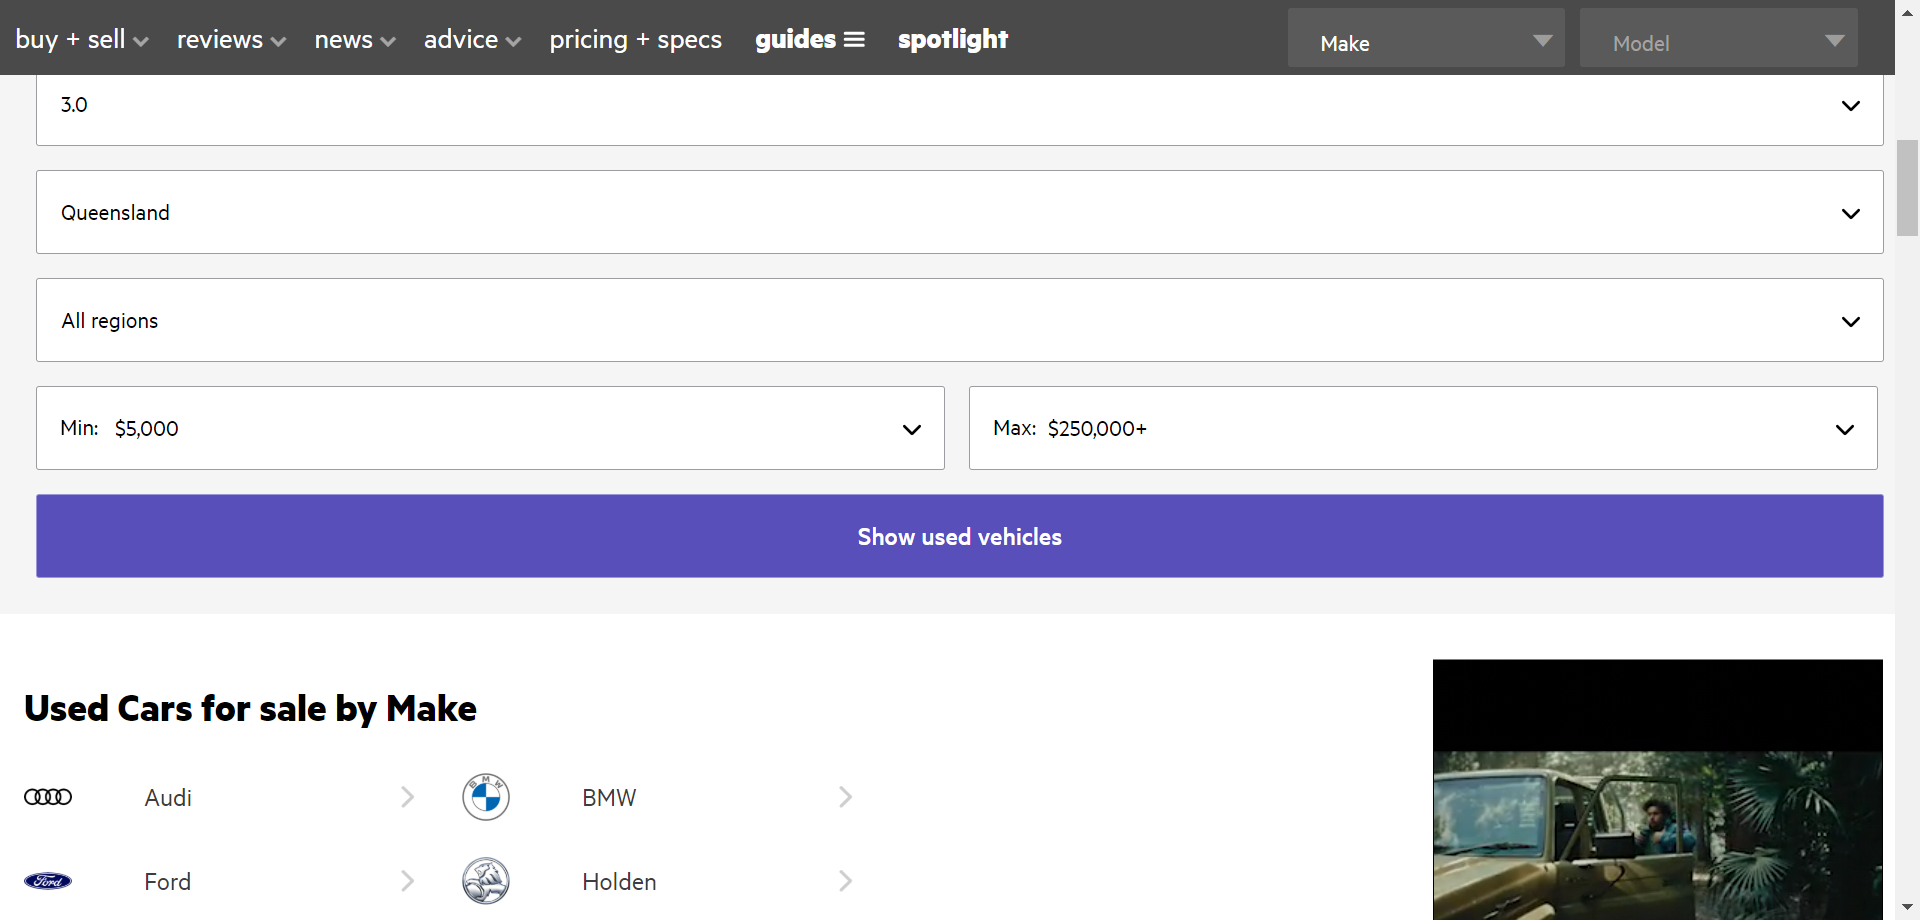 buy + sell reviews news advice pricing + specs guides spotlight Make Model
3.0
Queensland
All regions
Min: $5,000 Max: $250,000+
Show used vehicles
Used Cars for sale by Make
Audi BMW
Ford Holden